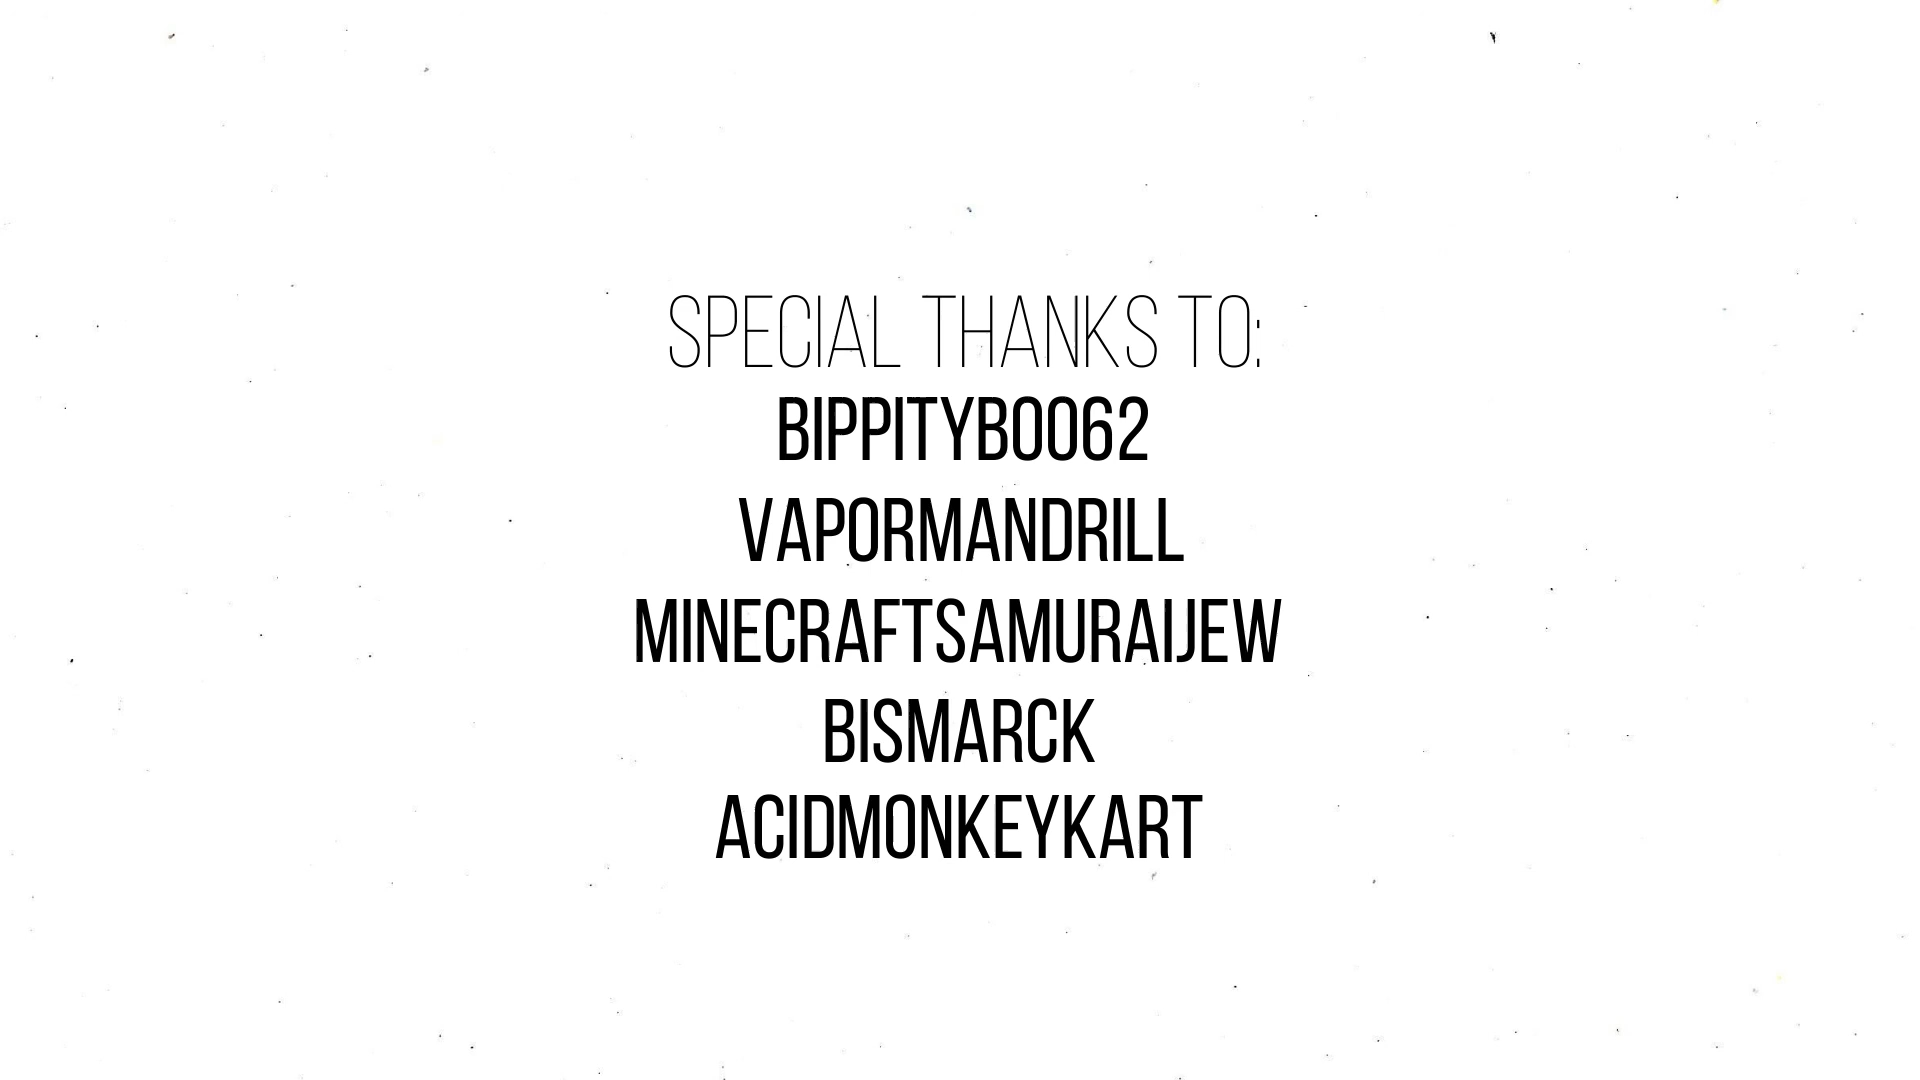 SPECIAL THANKS TO:
BIPPITYBOO62
VAPORMANDRILL
MINECRAFTSAMURAIJEW
BISMARCK
ACIDMONKEYKART